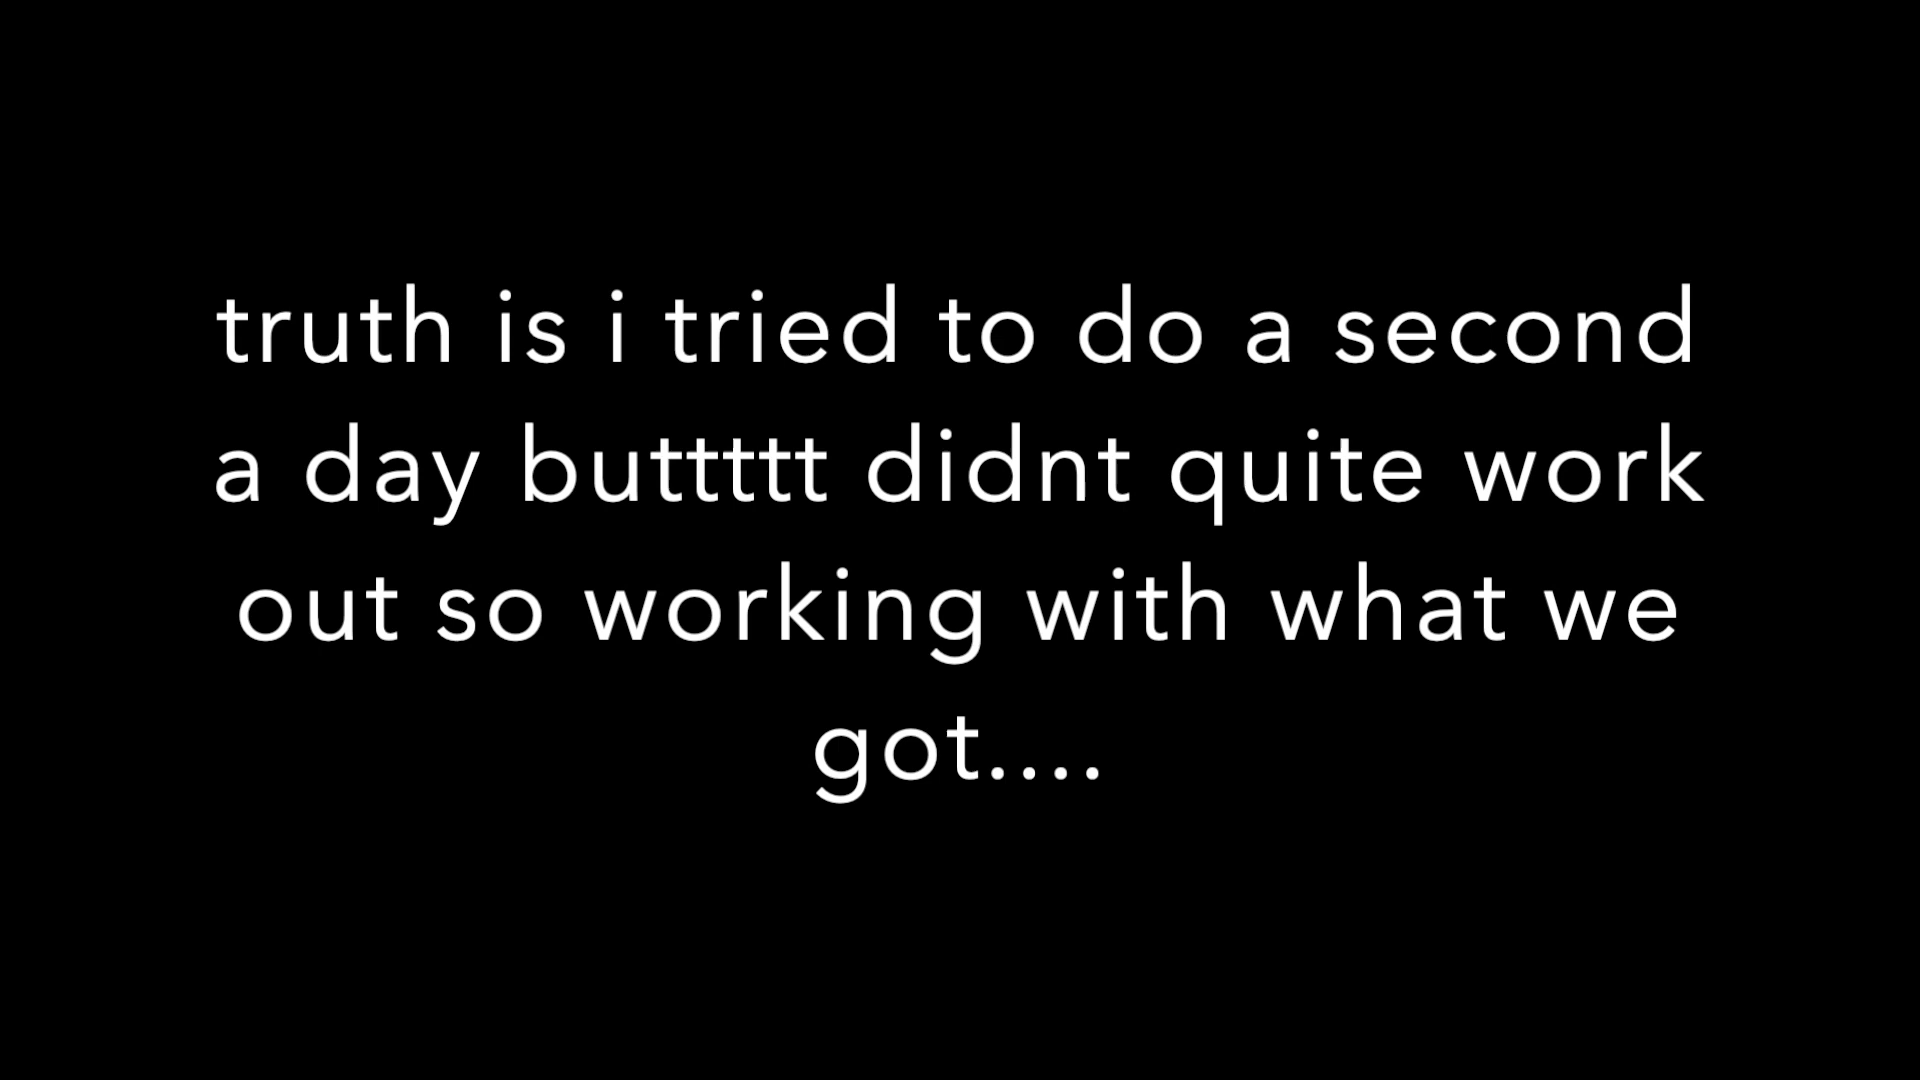 truth is i tried to do a second
a day buttttt didnt quite work
out so working with what we
got....